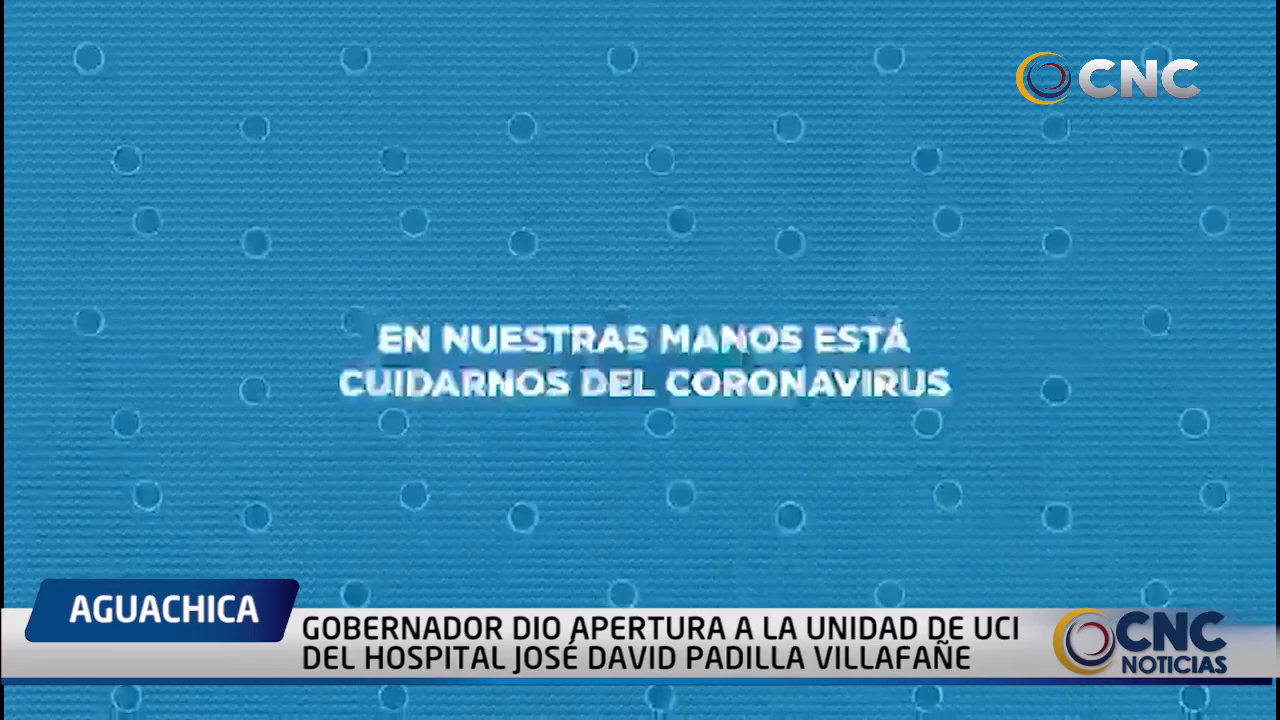 CNC
EN NUESTRAS MANOS ESTÁ
CUIDARNOS DEL CORONAVIRUS
AGUACHICA
GOBERNADOR DIO APERTURA A LA UNIDAD DE UCI
DEL HOSPITAL JOSÉ DAVID PADILLA VILLAFAÑE
CNC
NOTICIAS